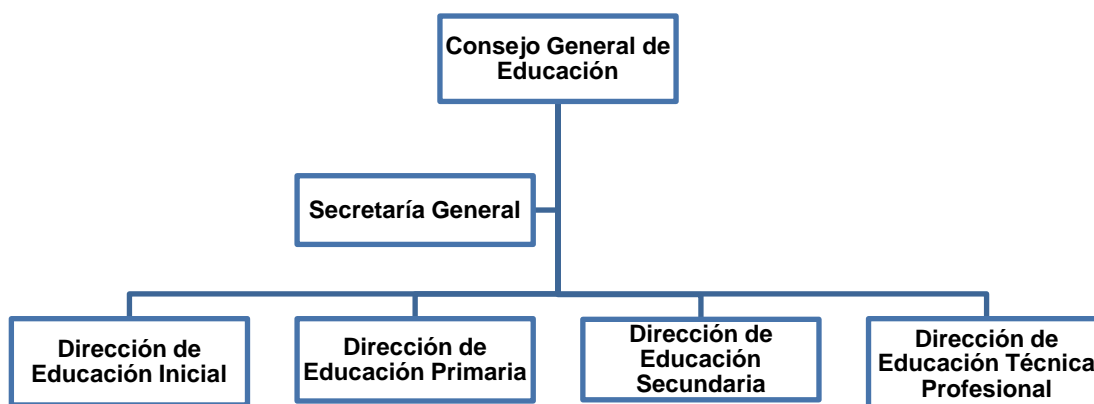 Consejo General de
Educación
Secretaría General
Dirección de
Educación Inicial
Dirección de
Educación Primaria
Dirección de
Educación
Secundaria
Dirección de
Educación Técnica
Profesional